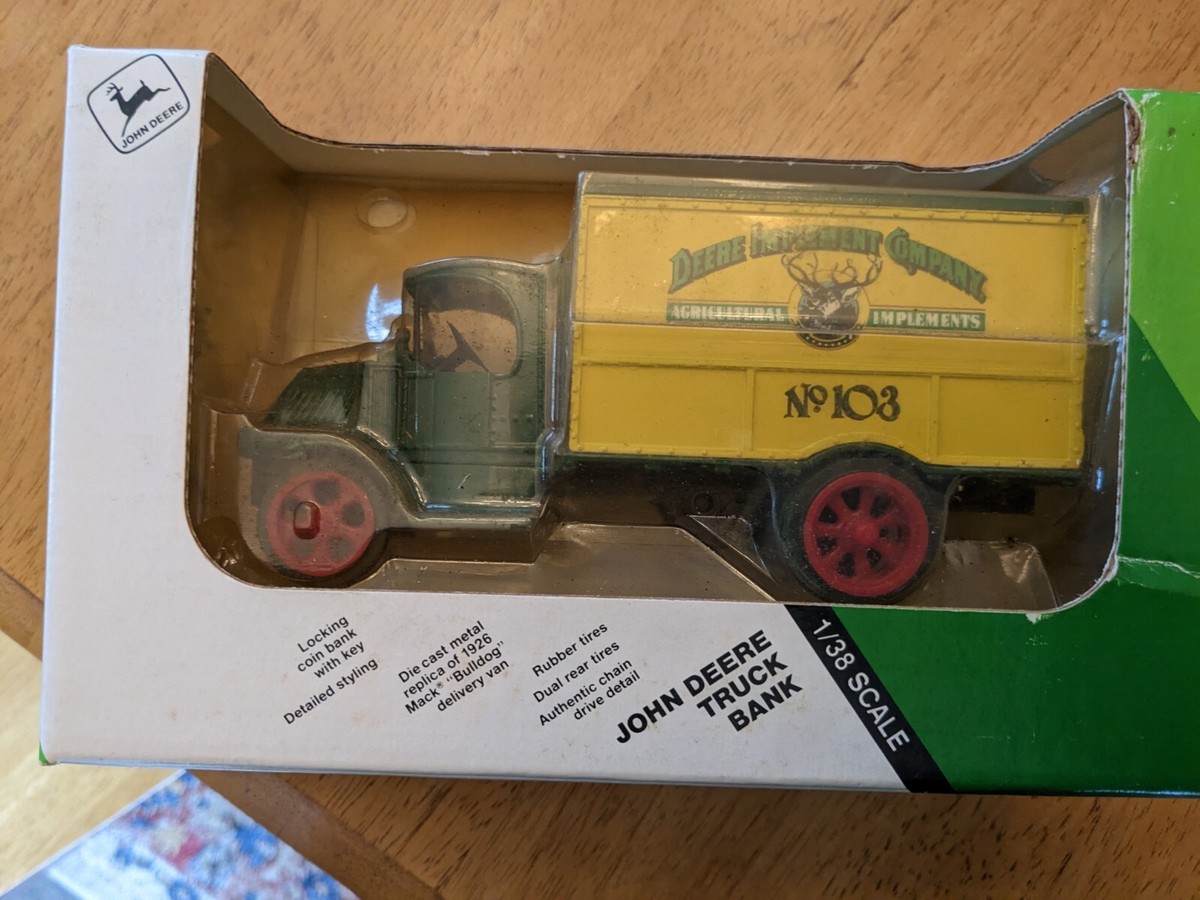 JOHN DEERE
DEERE IMPLEMENT COMPANY.
AGRICULTURAL IMPLEMENTS
No 103
Locking
coin bank
with key
Detailed styling
Die cast metal
replica of 1926
Mack® "Bulldog"
delivery van
Rubber tires
Dual rear tires
Authentic chain
drive detail
JOHN DEERE
TRUCK
BANK
1/38 SCALE